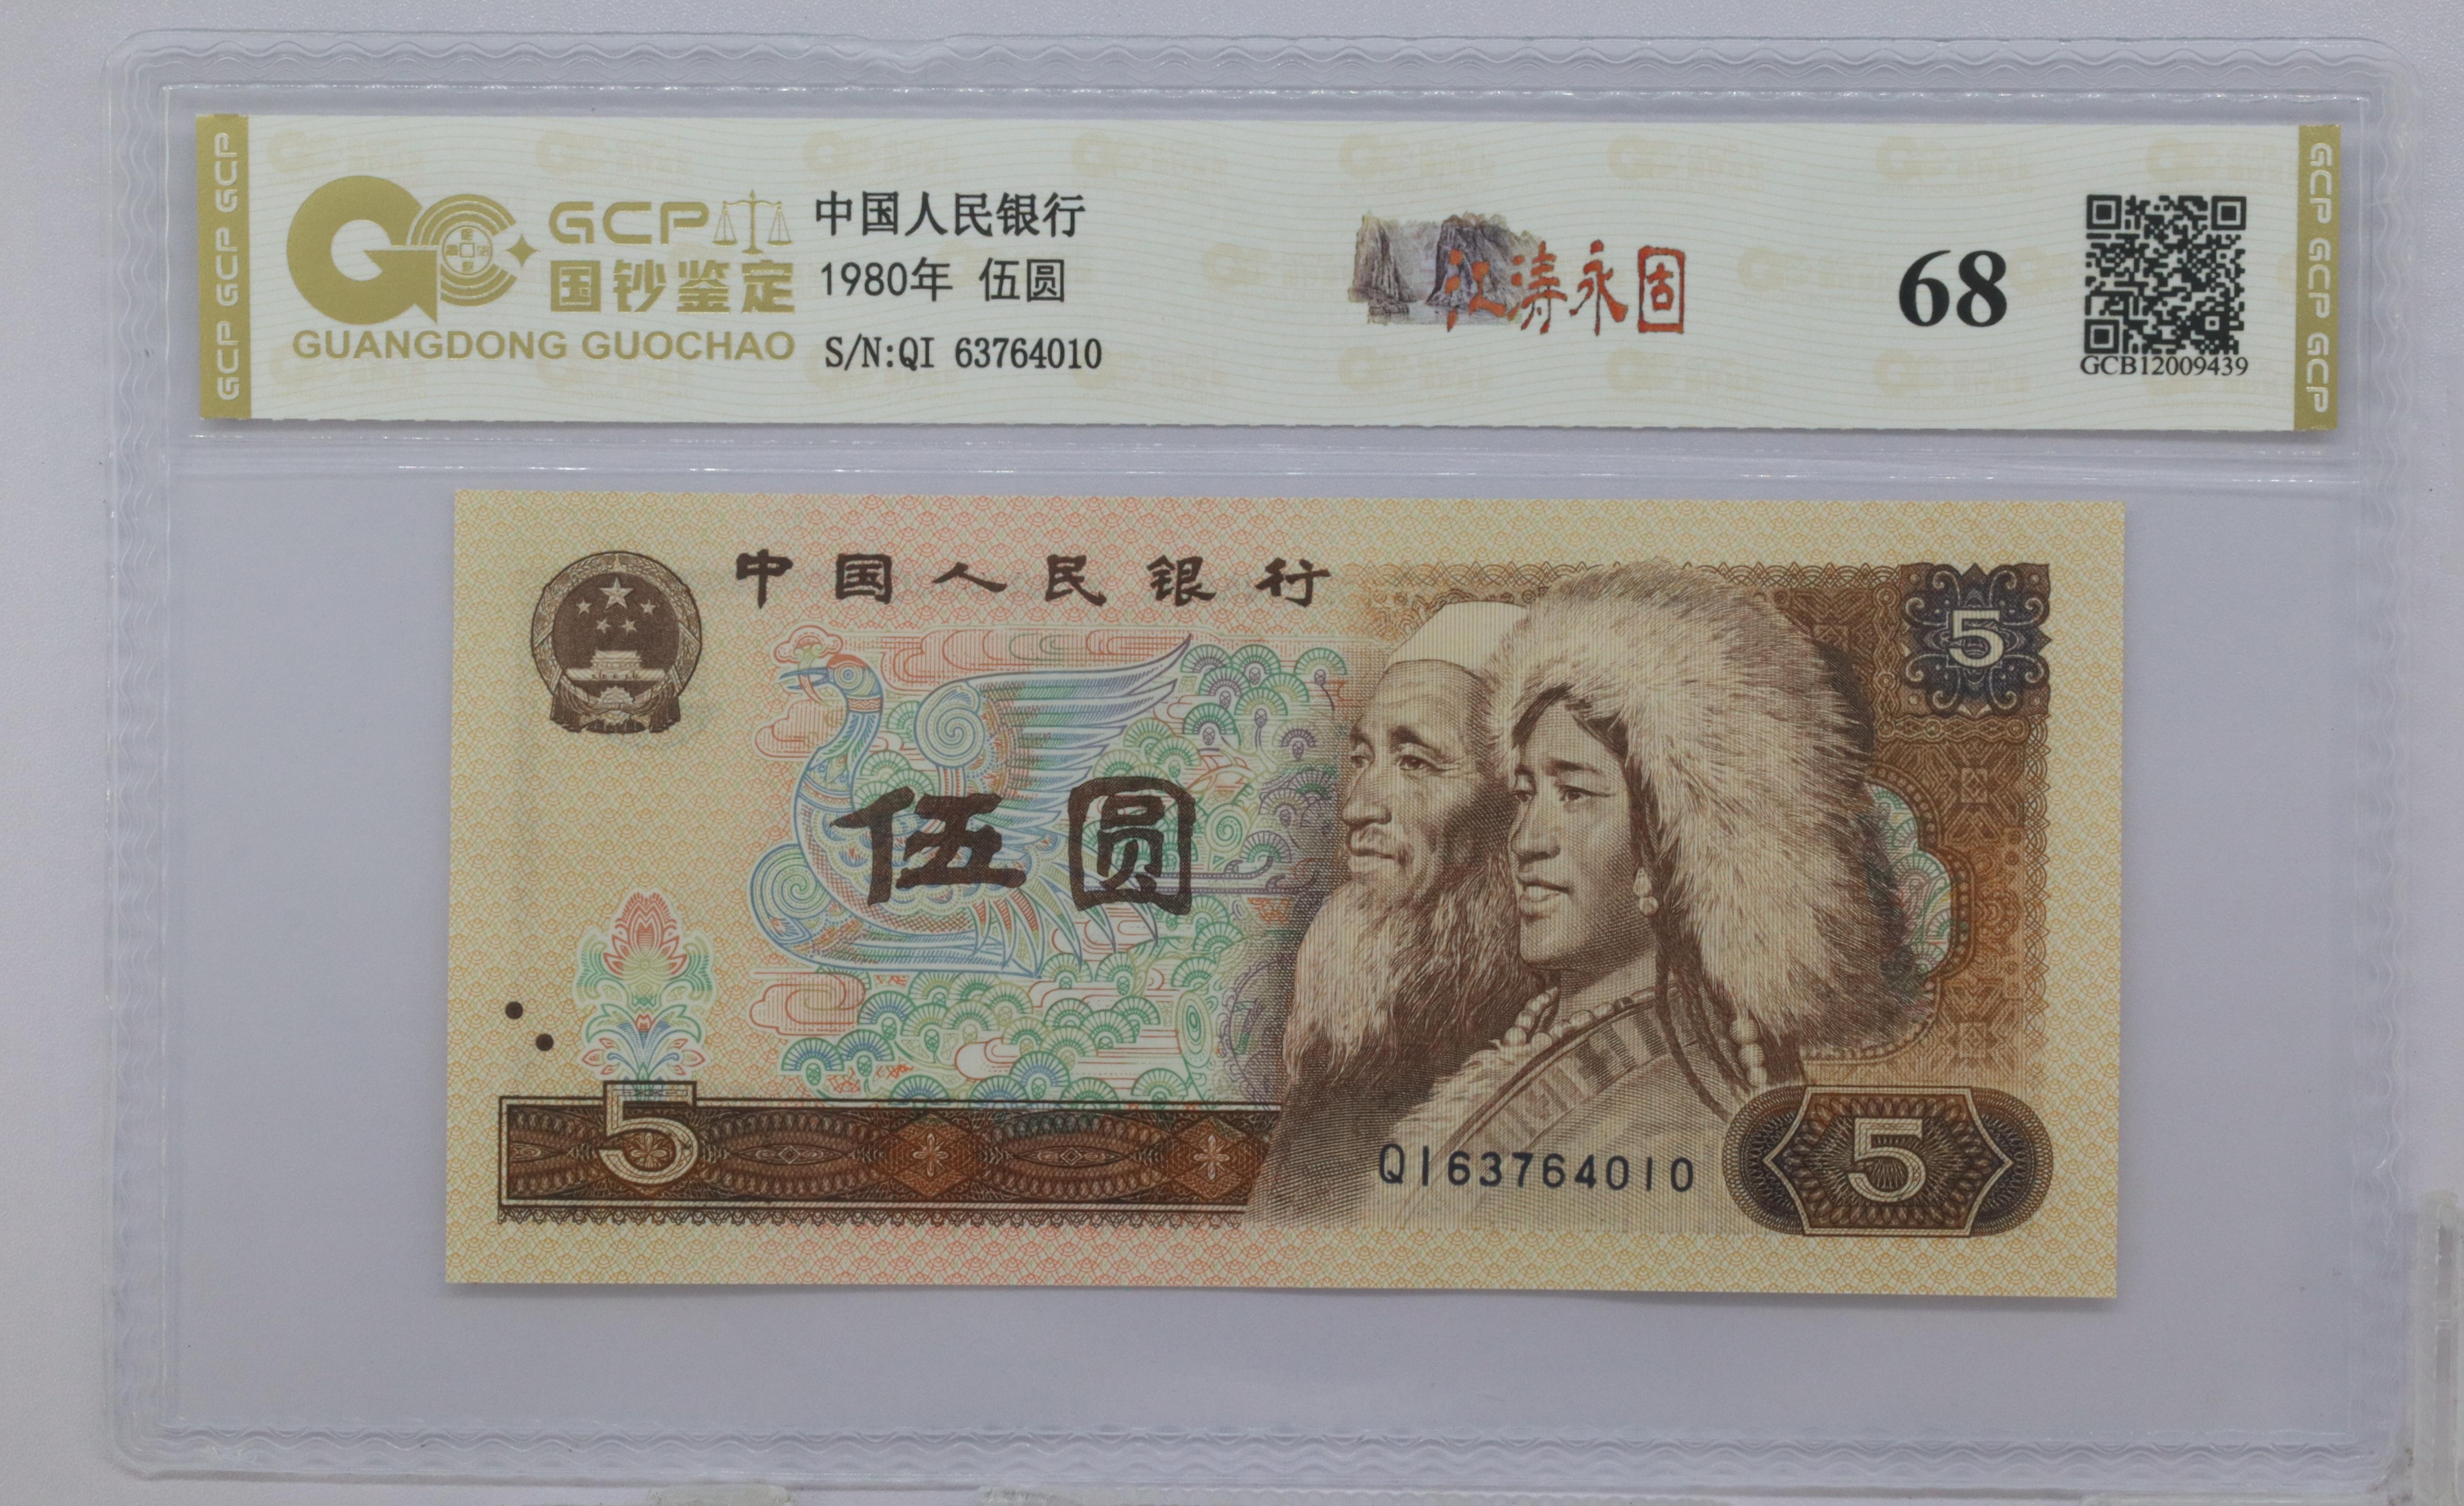 GCP GCP GCP
GCP
国钞鉴定
GUANGDONG GUOCHAO
中国人民银行
1980年 伍圆
S/N:QI 63764010
江涛永固
68
GCB12009439
GCP GCP GCP
中国人民银行
5
伍圆
5
QI63764010
5